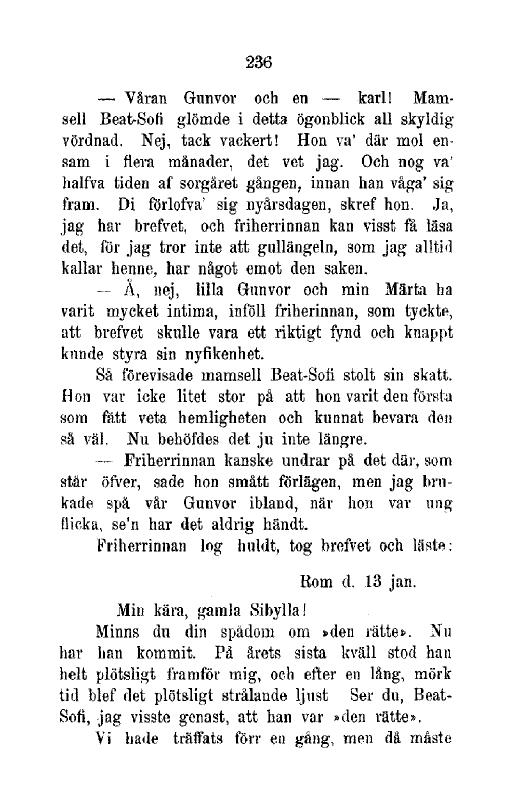 236
— Våran Gunvor och en — karl! Mam-
sell Beat-Sofi glömde i detta ögonblick all skyldig
vördnad. Nej, tack vackert! Hon va' där mol en-
sam i flera månader, det vet jag. Och nog va'
halfva tiden af sorgåret gången, innan han våga' sig
fram. Di förlofva' sig nyårsdagen, skref hon. Ja,
jag har brefvet, och friherrinnan kan visst få läsa
det, för jag tror inte att gullängeln, som jag alltid
kallar henne, har något emot den saken.
— Å, nej, lilla Gunvor och min Märta ha
varit mycket intima, inföll friherinnan, som tyckte,
att brefvet skulle vara ett riktigt fynd och knappt
kunde styra sin nyfikenhet.
Så förevisade mamsell Beat-Sofi stolt sin skatt.
Hon var icke litet stor på att hon varit den första
som fått veta hemligheten och kunnat bevara den
så väl. Nu behöfdes det ju inte längre.
— Friherrinnan kanske undrar på det där, som
står öfver, sade hon smått förlägen, men jag bru-
kade spå vår Gunvor ibland, när hon var ung
flicka, se'n har det aldrig händt.
Friherrinnan log huldt, tog brefvet och läste:
Rom d. 13 jan.
Min kära, gamla Sibylla!
Minns du din spådom om »den rätte». Nu
har han kommit. På årets sista kväll stod han
helt plötsligt framför mig, och efter en lång, mörk
tid blef det plötsligt strålande ljust Ser du, Beat-
Sofi, jag visste genast, att han var »den rätte».
Vi hade träffats förr en gång, men då måste